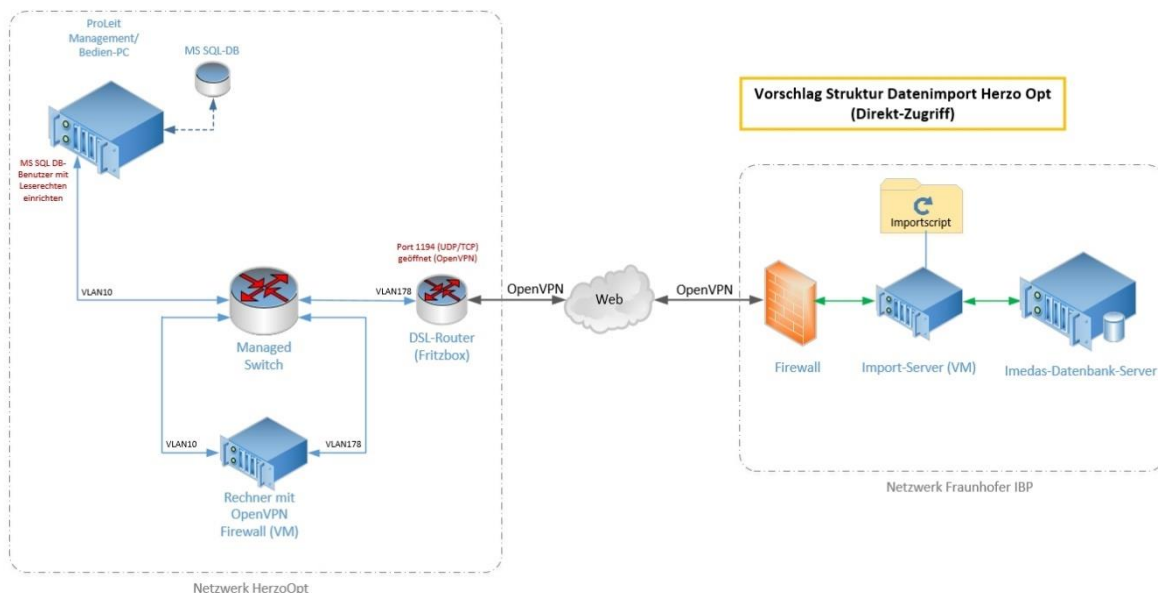 ProLeit
Management/
Bedien-PC
MS SQL-DB
MS SQL DB-
Benutzer mit
Leserechten
einrichten
Vorschlag Struktur Datenimport Herzo Opt
(Direkt-Zugriff)
Importscript
Port 1194 (UDP/TCP)
geöffnet (OpenVPN)
VLAN10
VLAN178
OpenVPN
Web
OpenVPN
Managed
Switch
DSL-Router
(Fritzbox)
Firewall
Import-Server (VM)
Imedas-Datenbank-Server
VLAN10
VLAN178
Rechner mit
OpenVPN
Firewall (VM)
Netzwerk Fraunhofer IBP
Netzwerk HerzoOpt